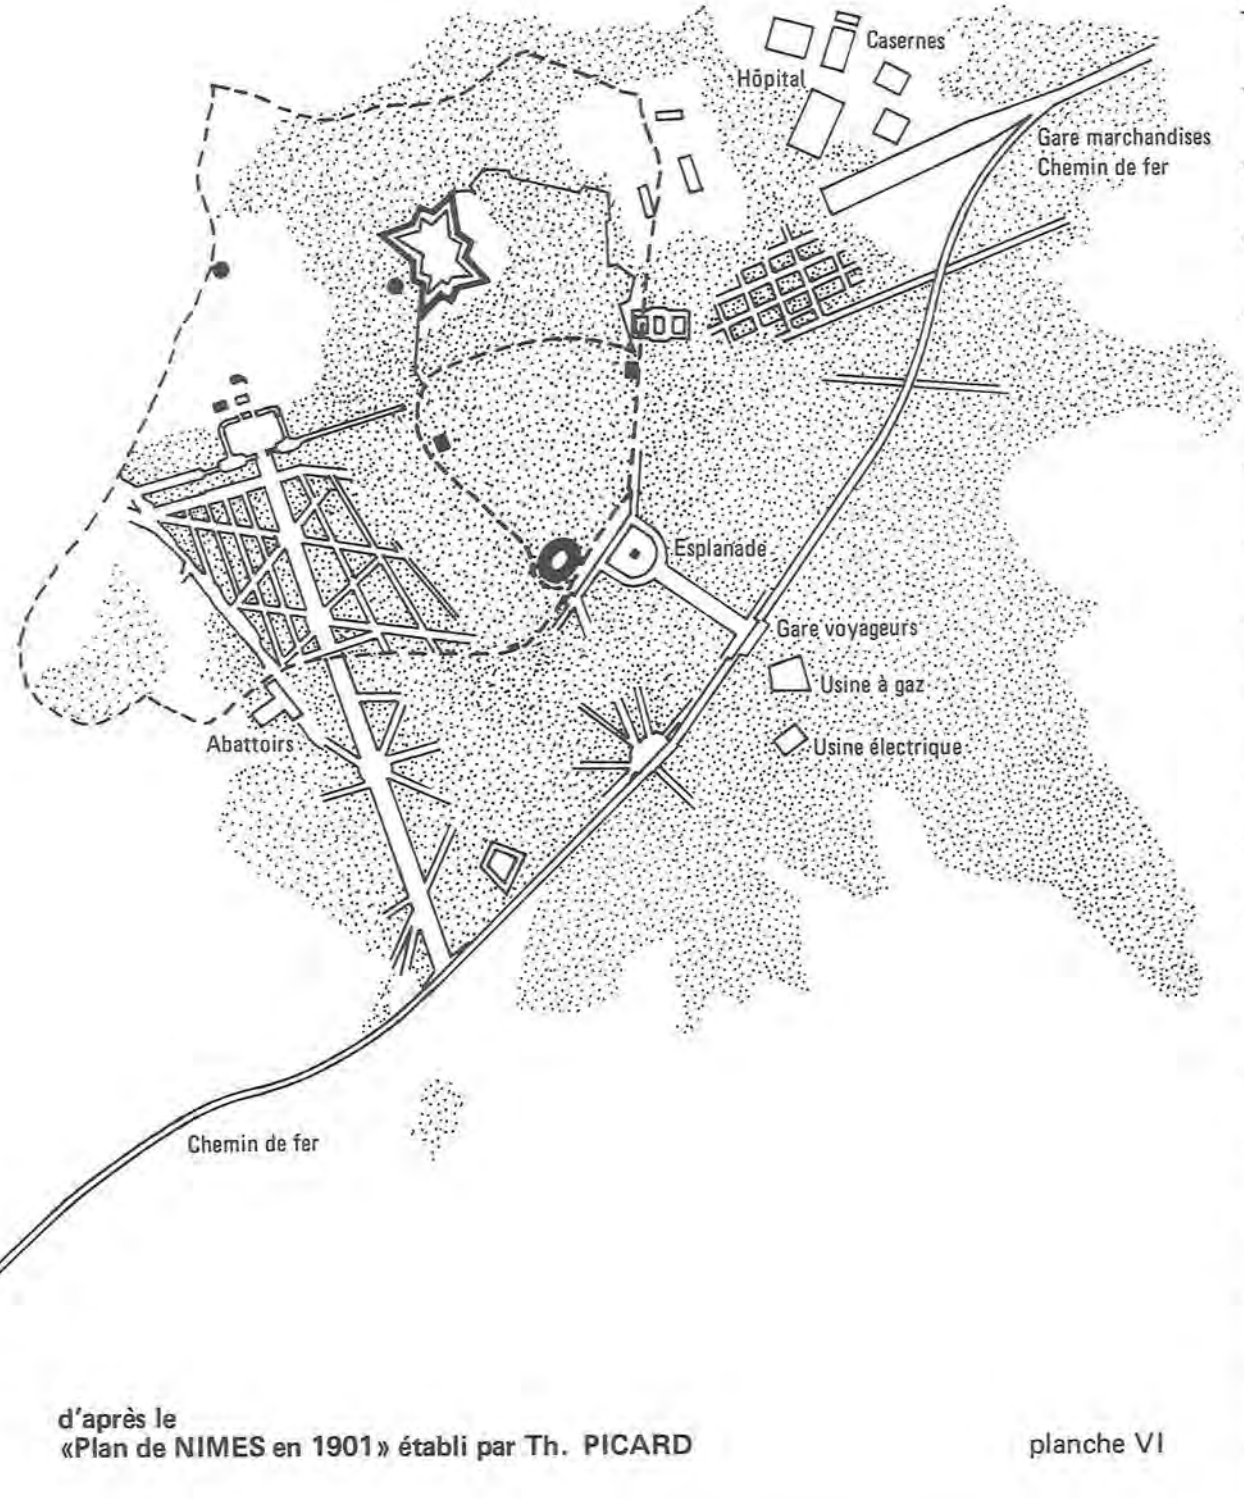 Casernes
Hôpital
Gare marchandises
Chemin de fer
Esplanade
Gare voyageurs
Usine à gaz
Abattoirs
Usine électrique
Chemin de fer
d'après le
«Plan de NIMES en 1901» établi par Th. PICARD
planche VI